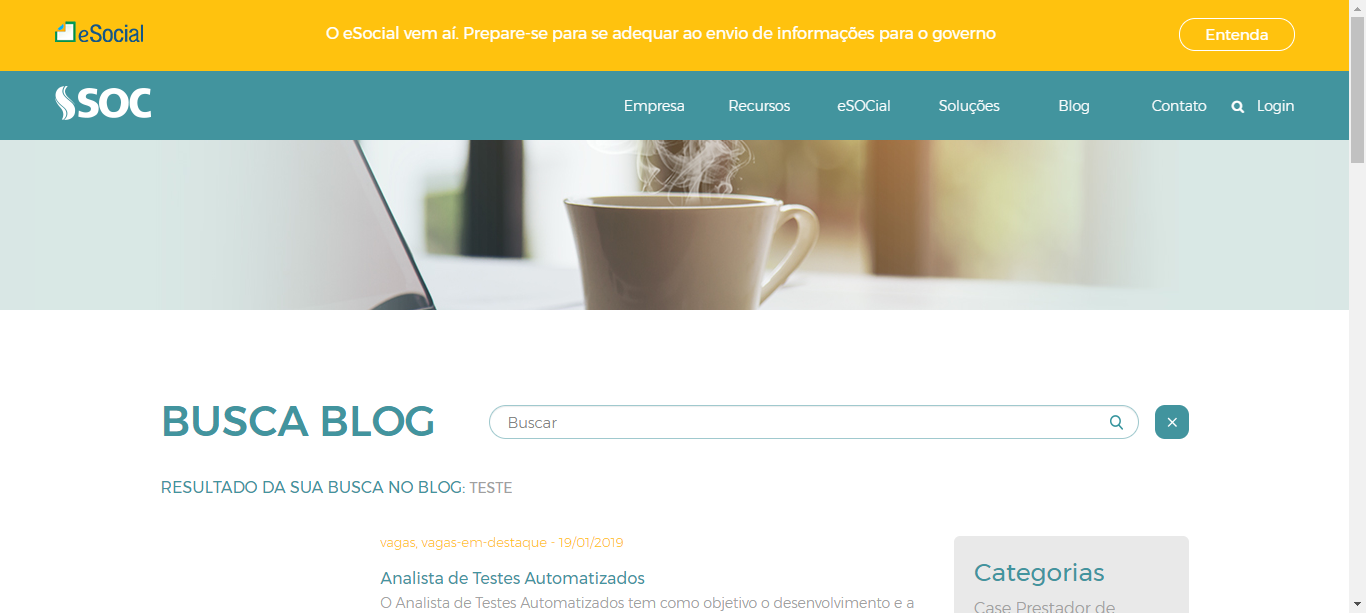 eSocial
O eSocial vem aí. Prepare-se para se adequar ao envio de informações para o governo
Entenda
SOC
Empresa Recursos eSOCial Soluções Blog Contato Login
BUSCA BLOG
Buscar
RESULTADO DA SUA BUSCA NO BLOG: TESTE
vagas, vagas-em-destaque - 19/01/2019
Analista de Testes Automatizados
O Analista de Testes Automatizados tem como objetivo o desenvolvimento e a
Categorias
Case Prestador de